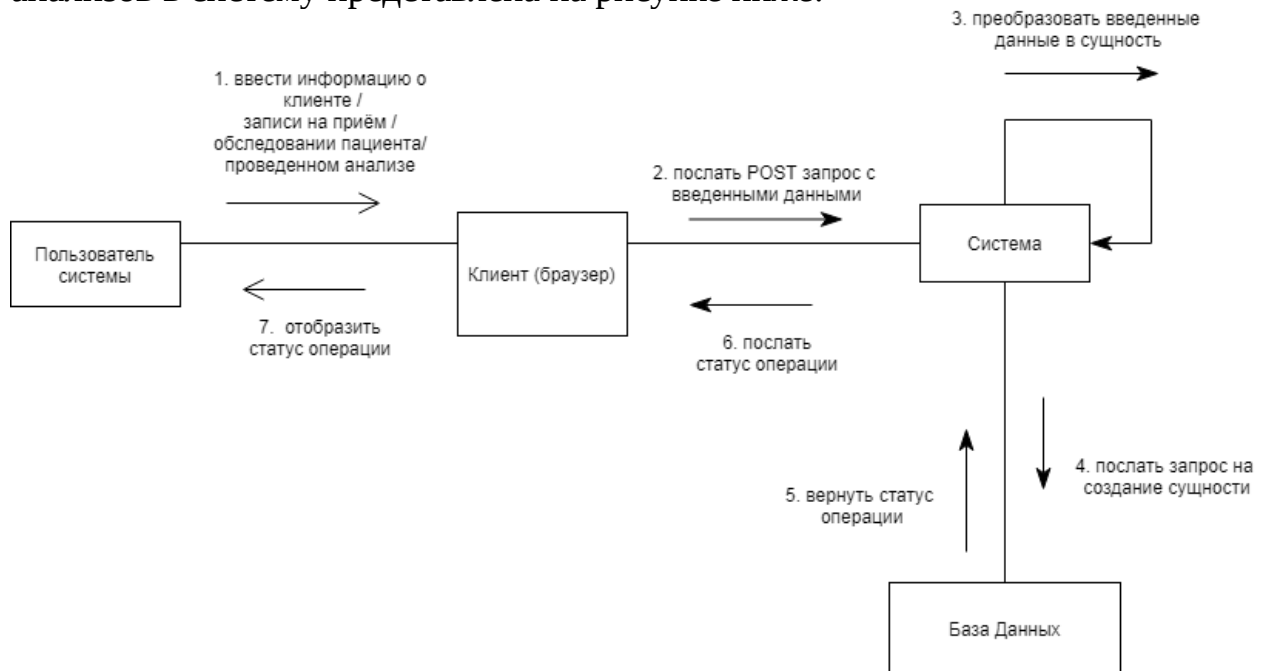 анализов в систему представлена на рисунке ниже.
3. преобразовать введенные
данные в сущность
1. ввести информацию о
клиенте /
записи на приём /
обследовании пациента/
проведенном анализе
2. послать POST запрос с
введенными данными
Пользователь
системы
Клиент (браузер)
Система
7. отобразить
статус операции
6. послать
статус операции
4. послать запрос на
создание сущности
5. вернуть статус
операции
База Данных